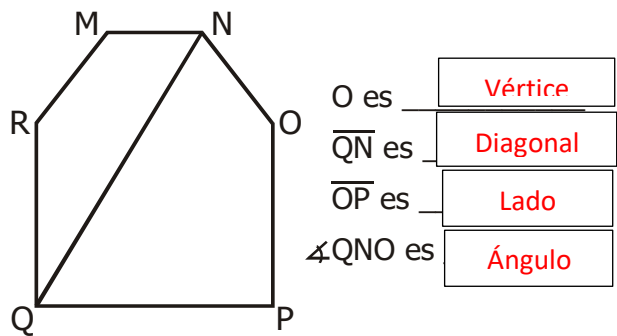 M N
R O
Q P
O es Vértice
QN es Diagonal
OP es Lado
∡QNO es Ángulo